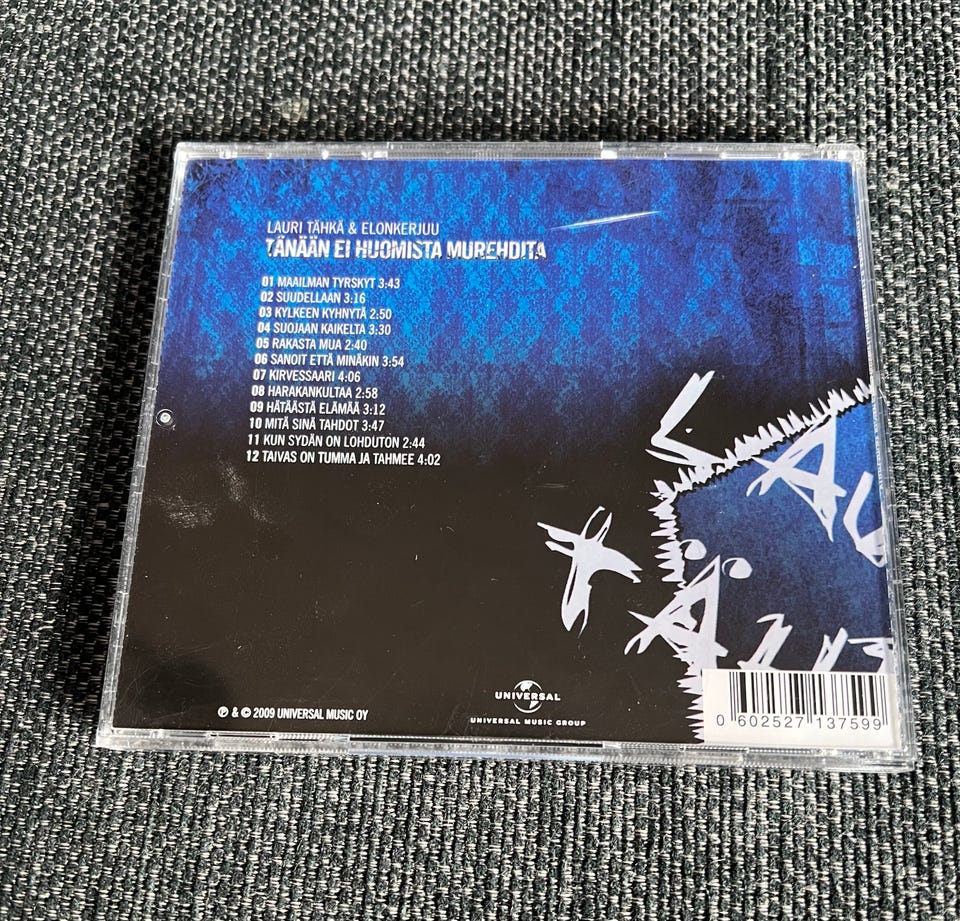 LAURI TÄHKÄ & ELONKERJUU
TÄNÄÄN EI HUOMISTA MUREHDITA
01 MAAILMAN TYRSKYT 3:43
02 SUUDELLAAN 3:16
03 KYLKEEN KYHNYTÄ 2:50
04 SUOJAAN KAIKELTA 3:30
05 RAKASTA MUA 2:40
06 SANOIT ETTÄ MINÄKIN 3:54
07 KIRVESSAARI 4:06
08 HARAKANKULTAA 2:58
09 HÄTÄÄSTÄ ELÄMÄÄ 3:12
10 MITÄ SINÄ TAHDOT 3:47
11 KUN SYDÄN ON LOHDUTON 2:44
12 TAIVAS ON TUMMA JA TAHMEE 4:02
LAU
TÄ
℗ & © 2009 UNIVERSAL MUSIC OY
UNIVERSAL
UNIVERSAL MUSIC GROUP
0 602527 137599